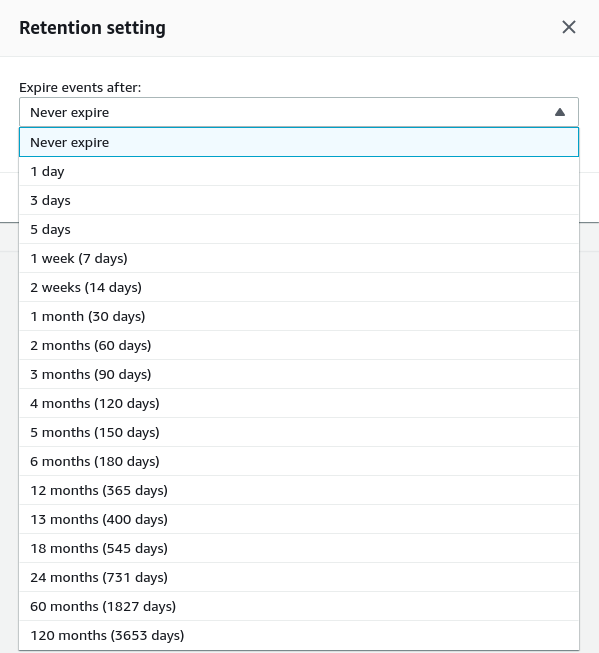 Retention setting
Expire events after:
Never expire
Never expire
1 day
3 days
5 days
1 week (7 days)
2 weeks (14 days)
1 month (30 days)
2 months (60 days)
3 months (90 days)
4 months (120 days)
5 months (150 days)
6 months (180 days)
12 months (365 days)
13 months (400 days)
18 months (545 days)
24 months (731 days)
60 months (1827 days)
120 months (3653 days)